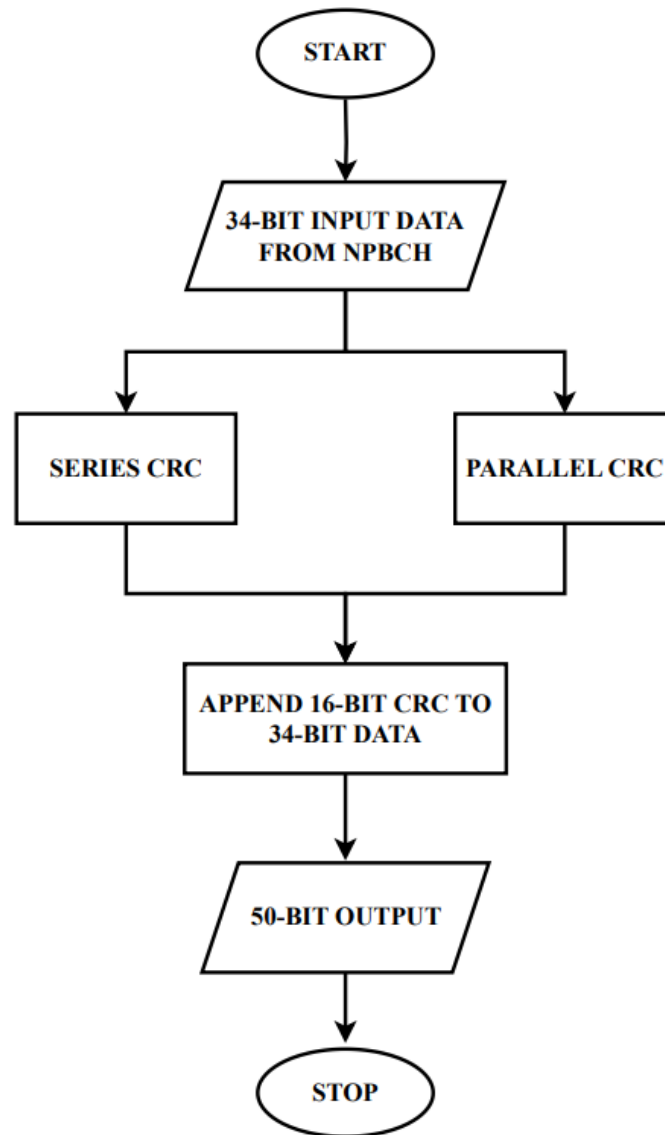 START
34-BIT INPUT DATA
FROM NPBCH
SERIES CRC
PARALLEL CRC
APPEND 16-BIT CRC TO
34-BIT DATA
50-BIT OUTPUT
STOP